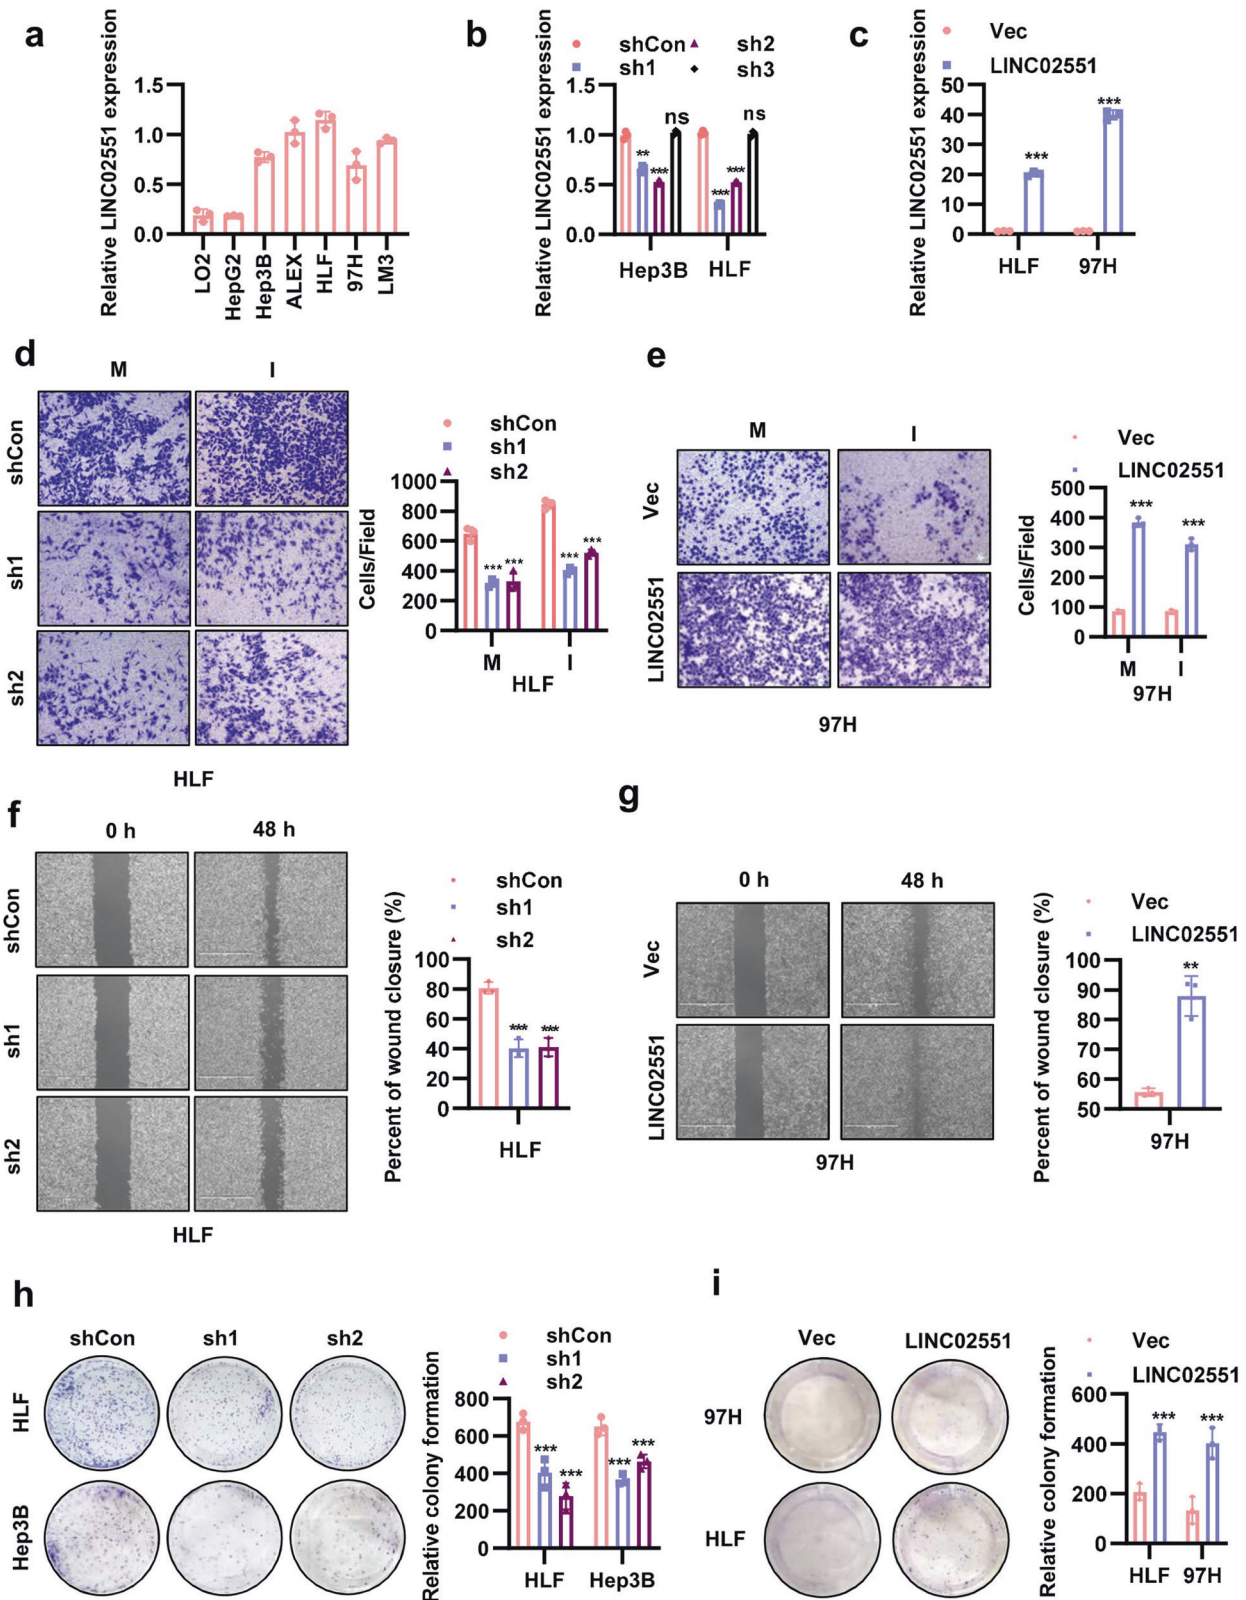 a
Relative LINC02551 expression
1.5
1.0
0.5
0.0
LO2
HepG2
Hep3B
ALEX
HLF
97H
LM3
b
shCon
sh2
sh1
sh3
Relative LINC02551 expression
1.5
1.0
0.5
0.0
**
***
ns
***
***
ns
Hep3B
HLF
c
Vec
LINC02551
Relative LINC02551 expression
50
40
30
20
10
0
***
***
HLF
97H
d
M
I
shCon
sh1
sh2
HLF
shCon
sh1
sh2
Cells/Field
1000
800
600
400
200
0
***
***
***
***
M
I
HLF
e
M
I
Vec
LINC02551
97H
Vec
LINC02551
Cells/Field
500
400
300
200
100
0
***
***
M
I
97H
f
0 h
48 h
shCon
sh1
sh2
HLF
shCon
sh1
sh2
Percent of wound closure (%)
100
80
60
40
20
0
***
***
HLF
g
0 h
48 h
Vec
LINC02551
97H
Vec
LINC02551
Percent of wound closure (%)
100
90
80
70
60
50
**
97H
h
shCon
sh1
sh2
HLF
Hep3B
shCon
sh1
sh2
Relative colony formation
800
600
400
200
0
***
***
***
***
HLF
Hep3B
i
Vec
LINC02551
97H
HLF
Vec
LINC02551
Relative colony formation
600
400
200
0
***
***
HLF
97H